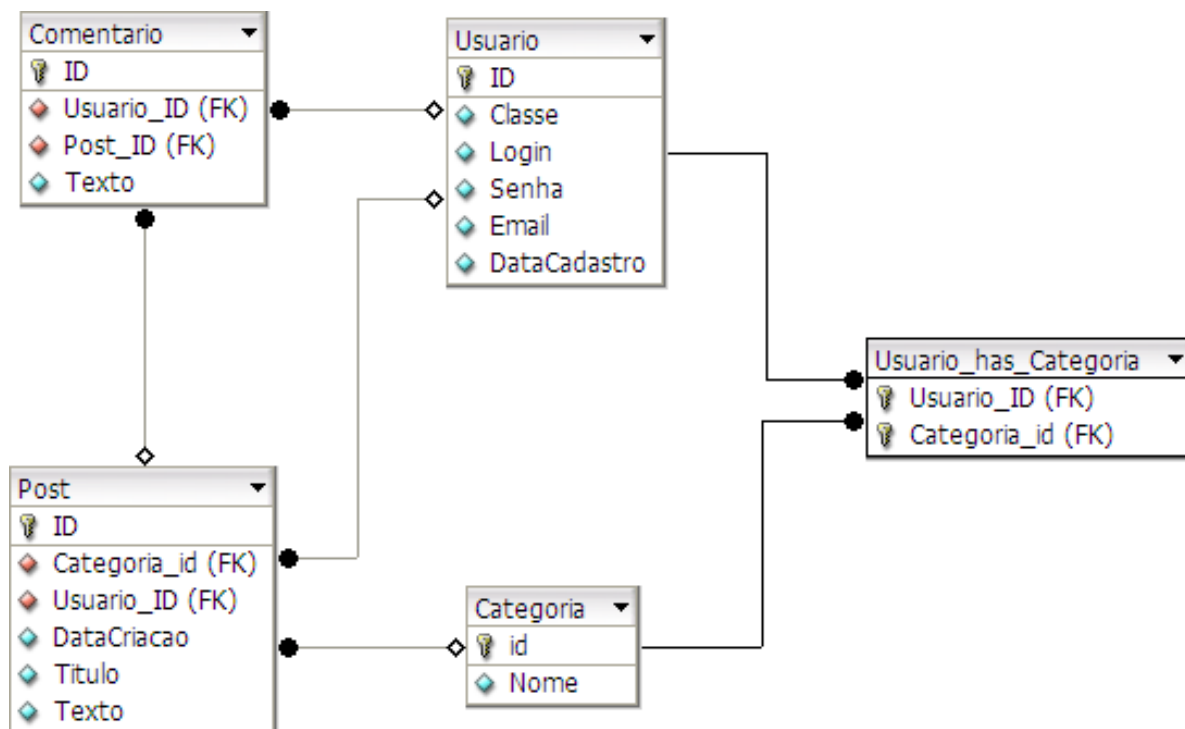 Comentario
ID
Usuario_ID (FK)
Post_ID (FK)
Texto
Usuario
ID
Classe
Login
Senha
Email
DataCadastro
Usuario_has_Categoria
Usuario_ID (FK)
Categoria_id (FK)
Post
ID
Categoria_id (FK)
Usuario_ID (FK)
DataCriacao
Titulo
Texto
Categoria
id
Nome